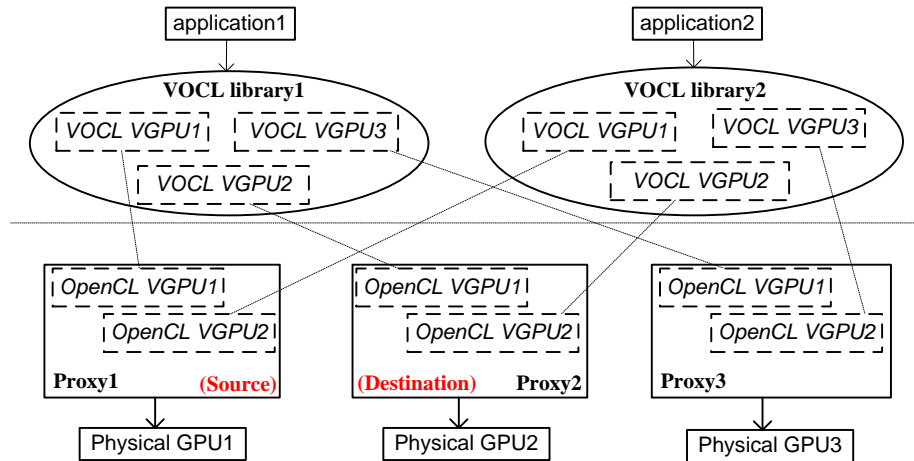 application1
application2
VOCL library1
VOCL library2
VOCL VGPU1
VOCL VGPU3
VOCL VGPU2
VOCL VGPU1
VOCL VGPU3
VOCL VGPU2
OpenCL VGPU1
OpenCL VGPU2
Proxy1
(Source)
OpenCL VGPU1
OpenCL VGPU2
(Destination)
Proxy2
OpenCL VGPU1
OpenCL VGPU2
Proxy3
Physical GPU1
Physical GPU2
Physical GPU3